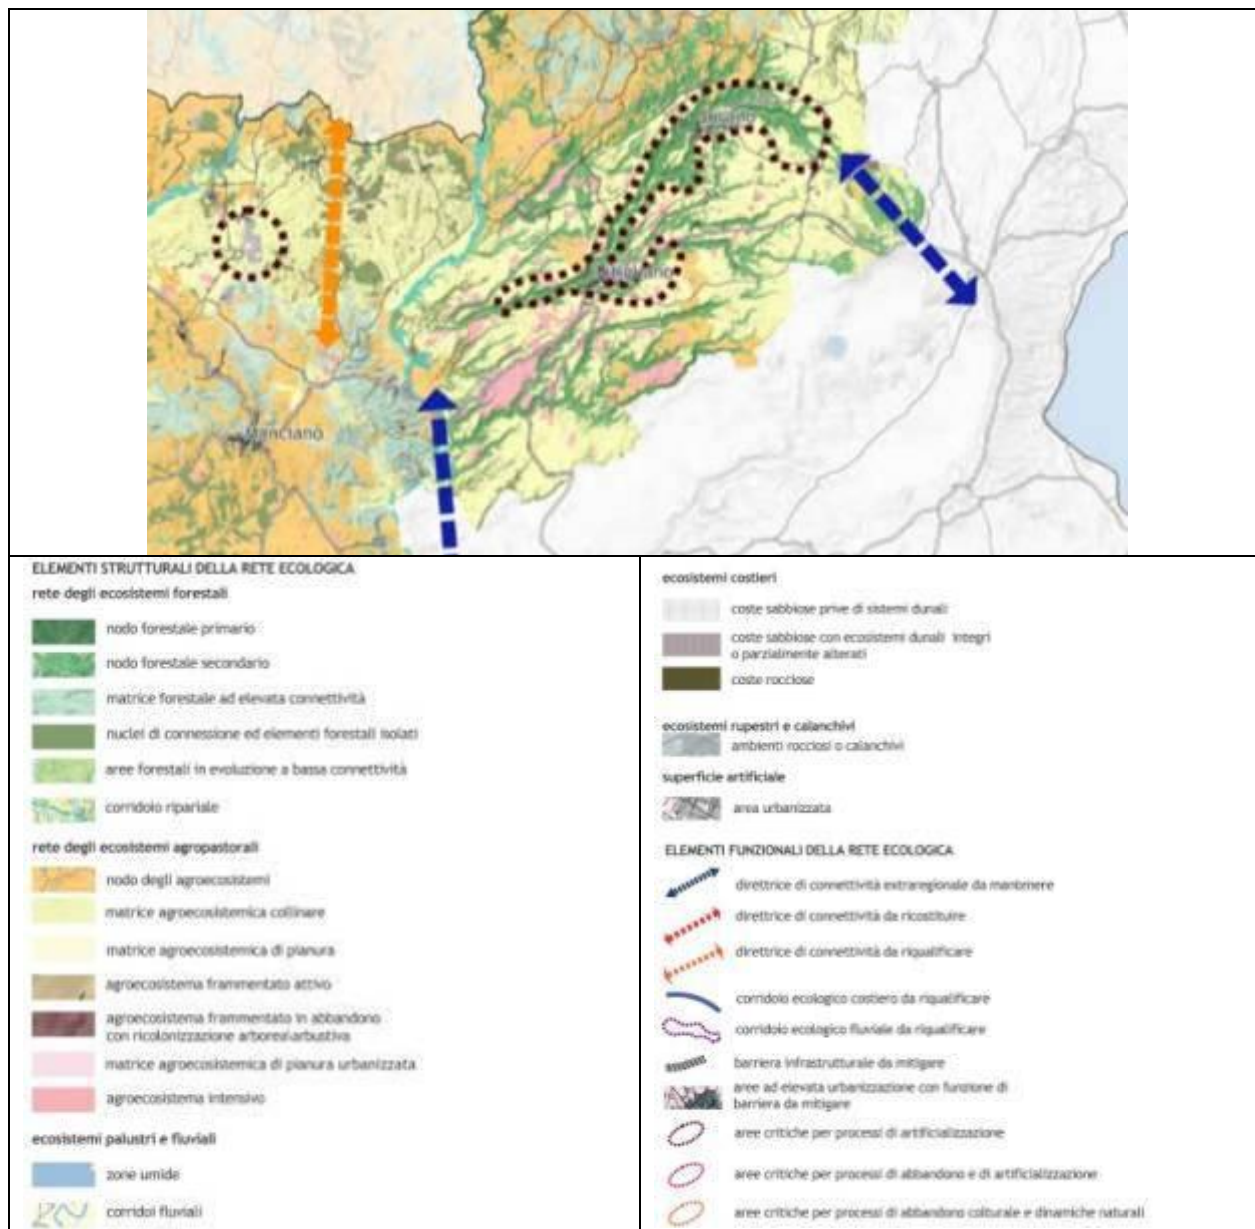 Manciano
ELEMENTI STRUTTURALI DELLA RETE ECOLOGICA
rete degli ecosistemi forestali
nodo forestale primario
nodo forestale secondario
matrice forestale ad elevata connettività
nuclei di connessione ed elementi forestali isolati
aree forestali in evoluzione a bassa connettività
corridoio ripariale
rete degli ecosistemi agropastorali
nodo degli agroecosistemi
matrice agroecosistemica collinare
matrice agroecosistemica di pianura
agroecosistema frammentato attivo
agroecosistema frammentato in abbandono
con ricolonizzazione arborea\arbustiva
matrice agroecosistemica di pianura urbanizzata
agroecosistema intensivo
ecosistemi palustri e fluviali
zone umide
corridoi fluviali
ecosistemi costieri
coste sabbiose prive di sistemi dunali
coste sabbiose con ecosistemi dunali integri
o parzialmente alterati
coste rocciose
ecosistemi rupestri e calanchivi
ambienti rocciosi o calanchivi
superficie artificiale
area urbanizzata
ELEMENTI FUNZIONALI DELLA RETE ECOLOGICA
direttrice di connettività extraregionale da mantenere
direttrice di connettività da ricostituire
direttrice di connettività da riqualificare
corridoio ecologico costiero da riqualificare
corridoio ecologico fluviale da riqualificare
barriera infrastrutturale da mitigare
aree ad elevata urbanizzazione con funzione di
barriera da mitigare
aree critiche per processi di artificializzazione
aree critiche per processi di abbandono e di artificializzazione
aree critiche per processi di abbandono colturale e dinamiche naturali